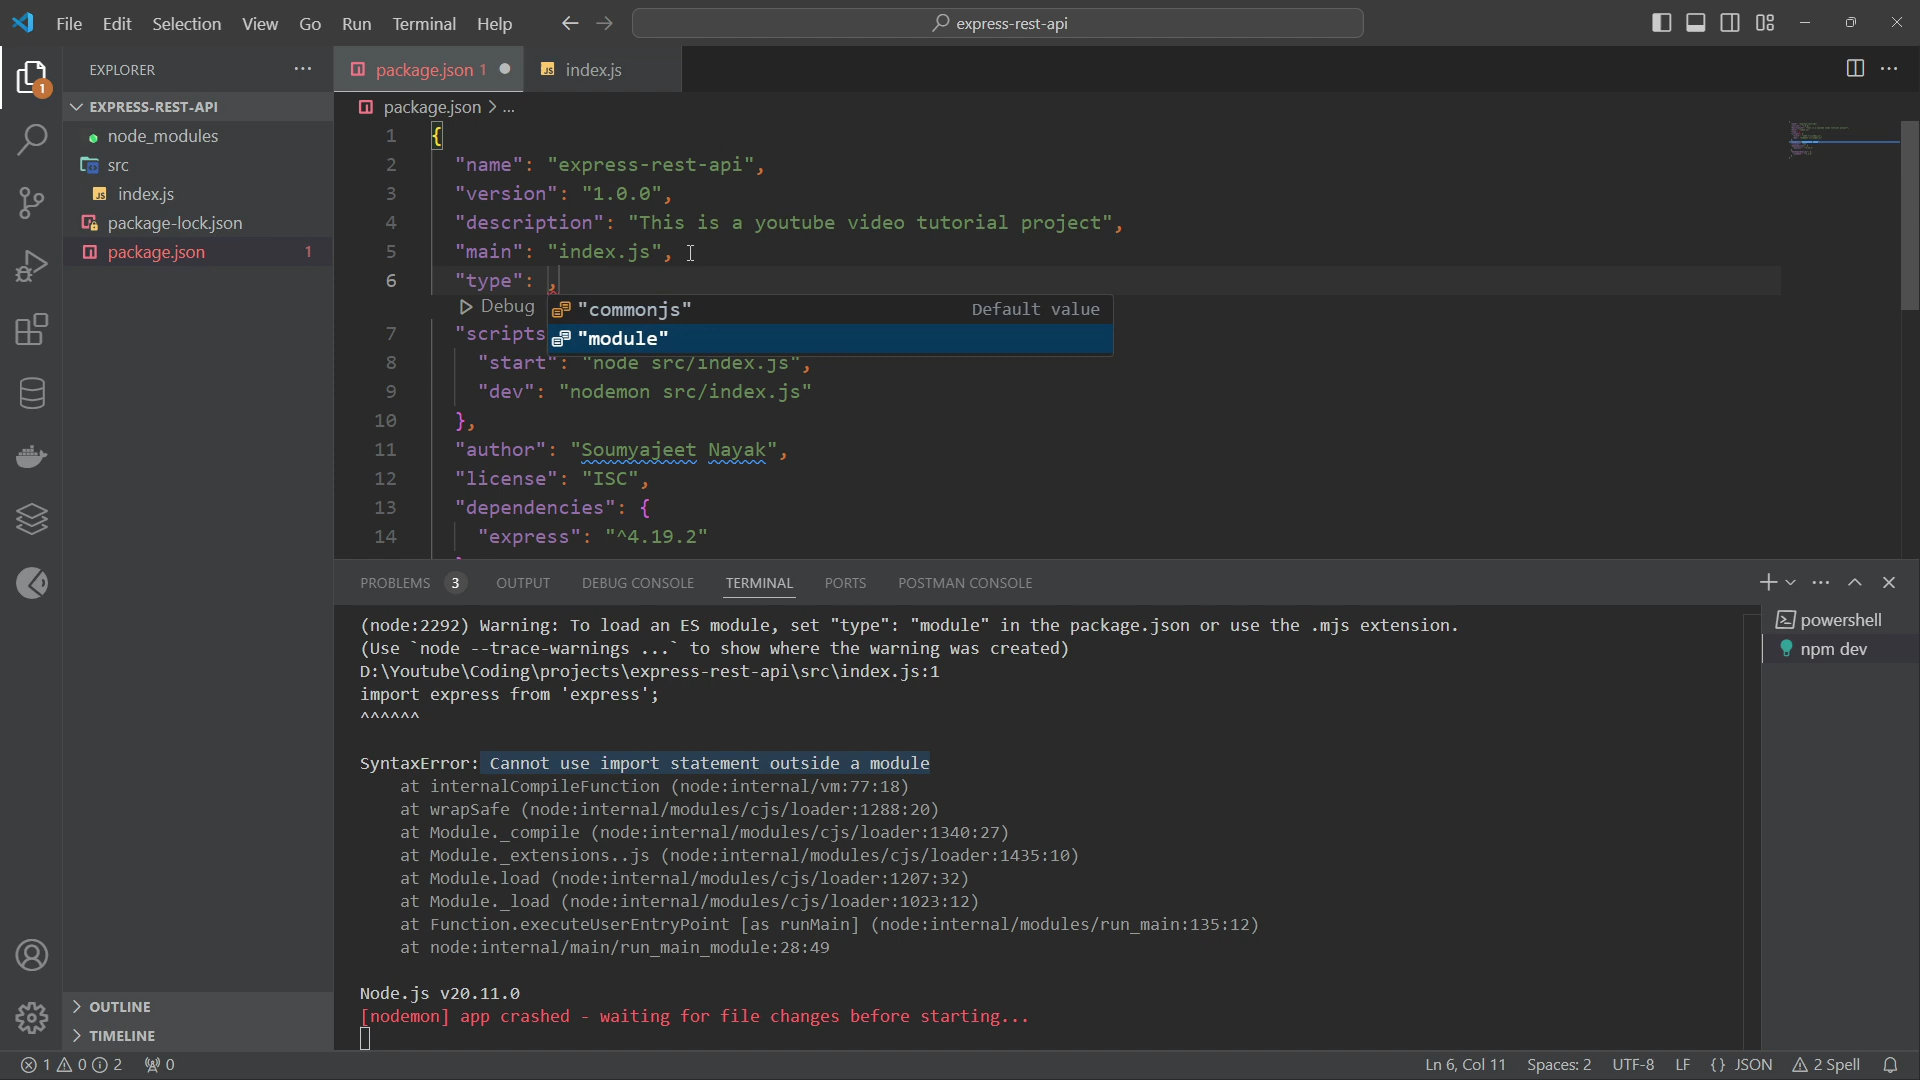 File Edit Selection View Go Run Terminal Help express-rest-api
EXPLORER
package.json 1 index.js
EXPRESS-REST-API
package.json > ...
node_modules
src
index.js
package-lock.json
package.json 1
1 {
2 "name": "express-rest-api",
3 "version": "1.0.0",
4 "description": "This is a youtube video tutorial project",
5 "main": "index.js",
6 "type": ,
Debug
"commonjs" Default value
"module"
7 "scripts
8 "start": "node src/index.js",
9 "dev": "nodemon src/index.js"
10 },
11 "author": "Soumyajeet Nayak",
12 "license": "ISC",
13 "dependencies": {
14 "express": "^4.19.2"
PROBLEMS 3 OUTPUT DEBUG CONSOLE TERMINAL PORTS POSTMAN CONSOLE
powershell
npm dev
(node:2292) Warning: To load an ES module, set "type": "module" in the package.json or use the .mjs extension.
(Use `node --trace-warnings ...` to show where the warning was created)
D:\Youtube\Coding\projects\express-rest-api\src\index.js:1
import express from 'express';
^^^^^^
SyntaxError: Cannot use import statement outside a module
at internalCompileFunction (node:internal/vm:77:18)
at wrapSafe (node:internal/modules/cjs/loader:1288:20)
at Module._compile (node:internal/modules/cjs/loader:1340:27)
at Module._extensions..js (node:internal/modules/cjs/loader:1435:10)
at Module.load (node:internal/modules/cjs/loader:1207:32)
at Module._load (node:internal/modules/cjs/loader:1023:12)
at Function.executeUserEntryPoint [as runMain] (node:internal/modules/run_main:135:12)
at node:internal/main/run_main_module:28:49
Node.js v20.11.0
[nodemon] app crashed - waiting for file changes before starting...
OUTLINE
TIMELINE
1 0 2 0 Ln 6, Col 11 Spaces: 2 UTF-8 LF {} JSON 2 Spell